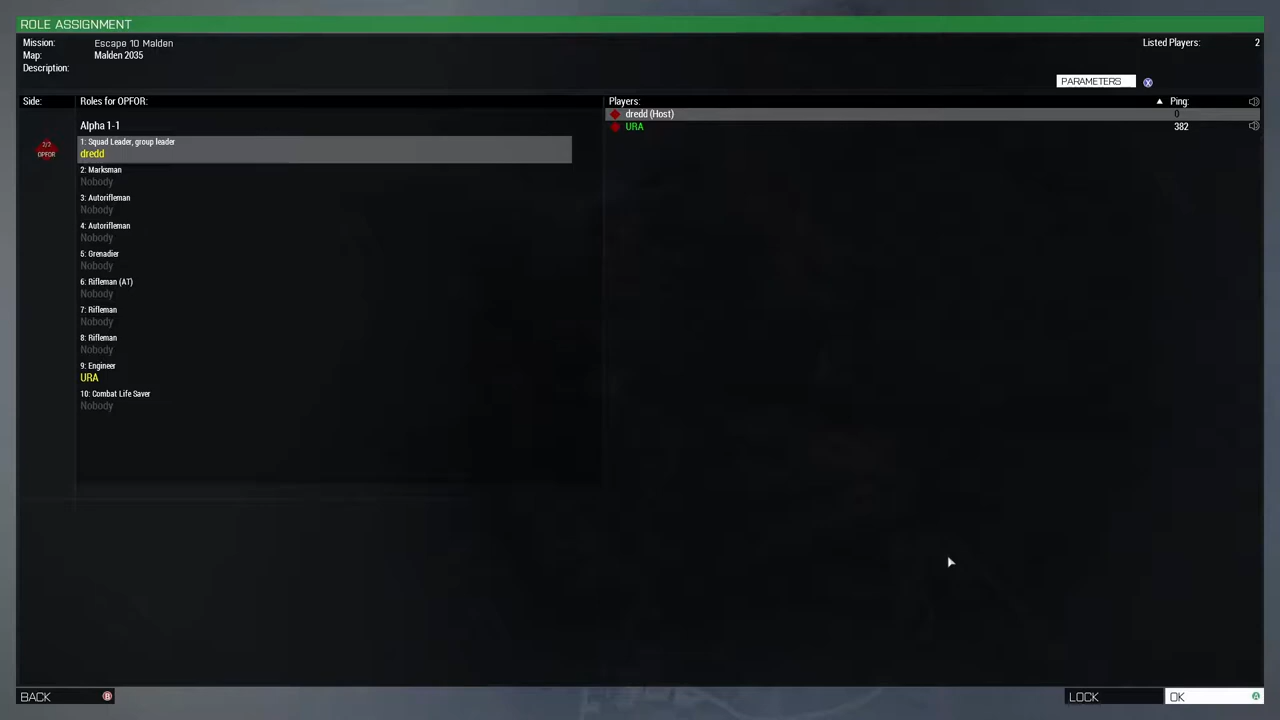 ROLE ASSIGNMENT
Mission: Escape 10 Malden
Listed Players: 2
Map: Malden 2035
Description:
PARAMETERS X
Side: Roles for OPFOR: Players: Ping:
Alpha 1-1
dredd (Host) 0
URA 382
2/2
OPFOR
1: Squad Leader, group leader
dredd
2: Marksman
Nobody
3: Autorifleman
Nobody
4: Autorifleman
Nobody
5: Grenadier
Nobody
6: Rifleman (AT)
Nobody
7: Rifleman
Nobody
8: Rifleman
Nobody
9: Engineer
URA
10: Combat Life Saver
Nobody
BACK B
LOCK
OK A